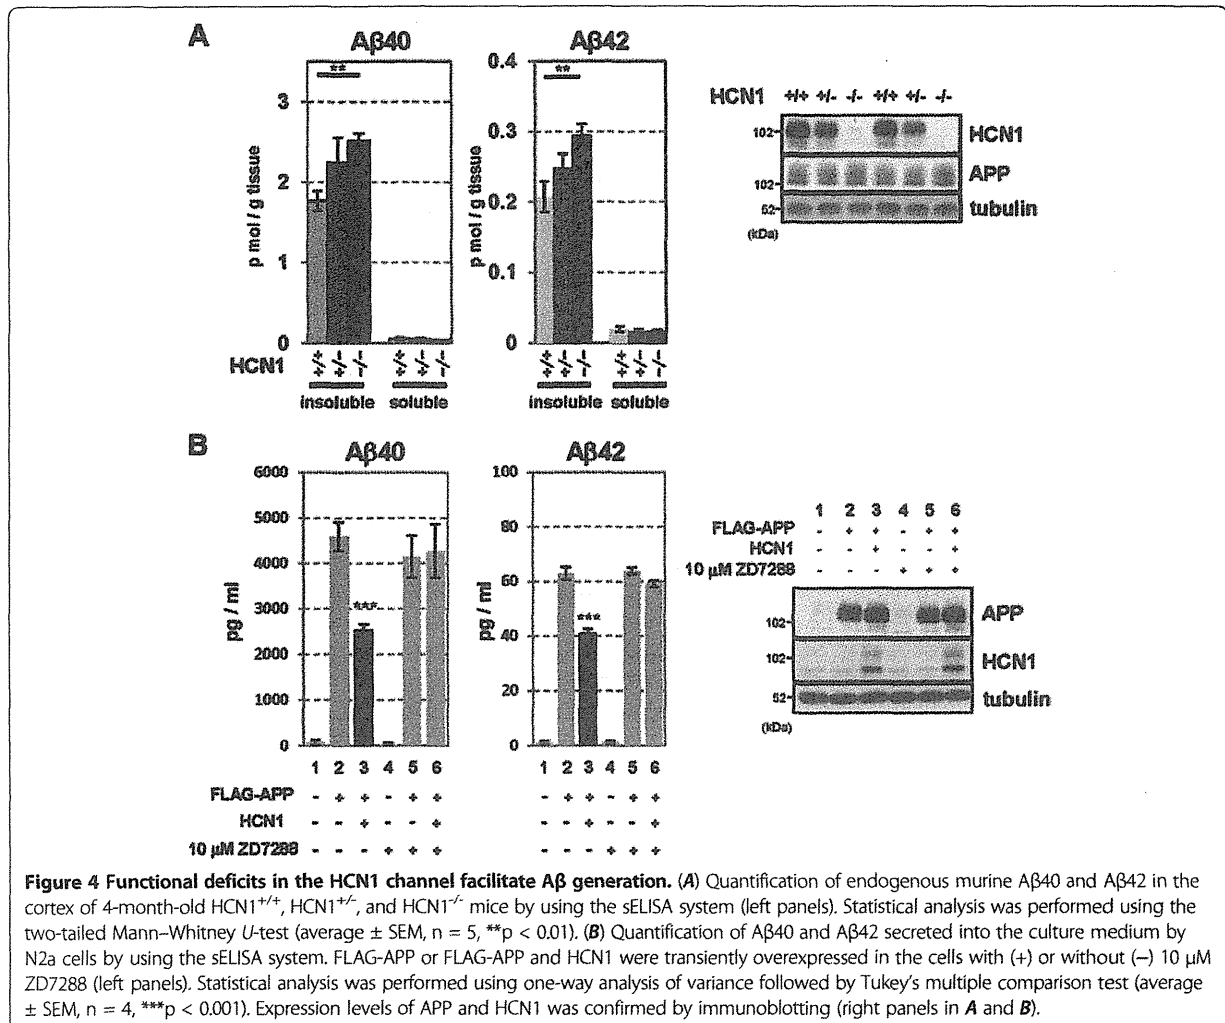 A
Aβ40
Aβ42
**
**
3
2
1
0
p mol / g tissue
0.4
0.3
0.2
0.1
0
p mol / g tissue
HCN1 +/+ +/- -/- +/+ +/- -/-
insoluble soluble
insoluble soluble
HCN1 +/+ +/- -/- +/+ +/- -/-
102- HCN1
102- APP
52- tubulin
(kDa)
B
Aβ40
Aβ42
6000
5000
4000
3000
2000
1000
0
pg / ml
***
100
80
60
40
20
0
pg / ml
***
1 2 3 4 5 6 1 2 3 4 5 6
FLAG-APP - + + - + + - + + - + +
HCN1 - - + - - + - - + - - +
10 μM ZD7288 - - - + + + - - - + + +
1 2 3 4 5 6
FLAG-APP - + + - + +
HCN1 - - + - - +
10 μM ZD7288 - - - + + +
102- APP
102- HCN1
52- tubulin
(kDa)
Figure 4 Functional deficits in the HCN1 channel facilitate Aβ generation. (A) Quantification of endogenous murine Aβ40 and Aβ42 in the
cortex of 4-month-old HCN1+/+, HCN1+/-, and HCN1-/- mice by using the sELISA system (left panels). Statistical analysis was performed using the
two-tailed Mann–Whitney U-test (average ± SEM, n = 5, **p < 0.01). (B) Quantification of Aβ40 and Aβ42 secreted into the culture medium by
N2a cells by using the sELISA system. FLAG-APP or FLAG-APP and HCN1 were transiently overexpressed in the cells with (+) or without (−) 10 μM
ZD7288 (left panels). Statistical analysis was performed using one-way analysis of variance followed by Tukey's multiple comparison test (average
± SEM, n = 4, ***p < 0.001). Expression levels of APP and HCN1 was confirmed by immunoblotting (right panels in A and B).